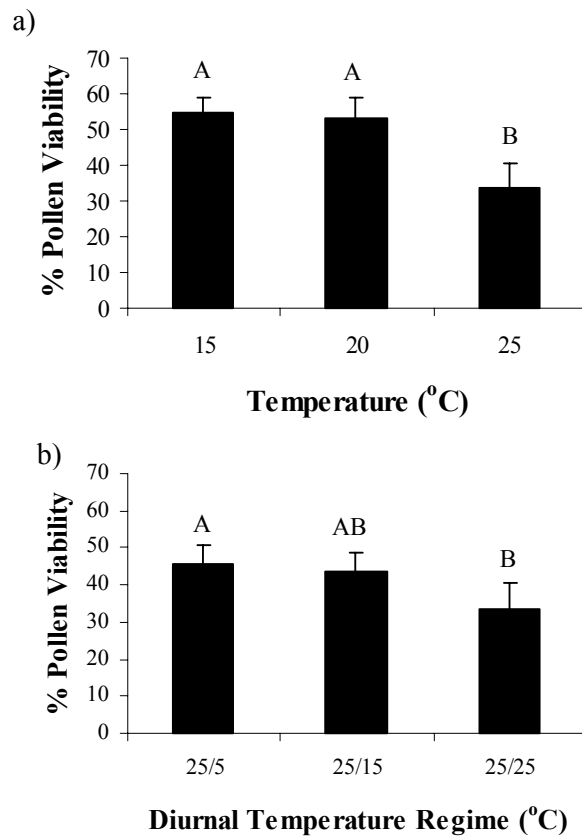 a)
70
60
50
40
30
20
10
0
% Pollen Viability
A
A
B
15 20 25
Temperature (°C)
b)
70
60
50
40
30
20
10
0
% Pollen Viability
A
AB
B
25/5 25/15 25/25
Diurnal Temperature Regime (°C)